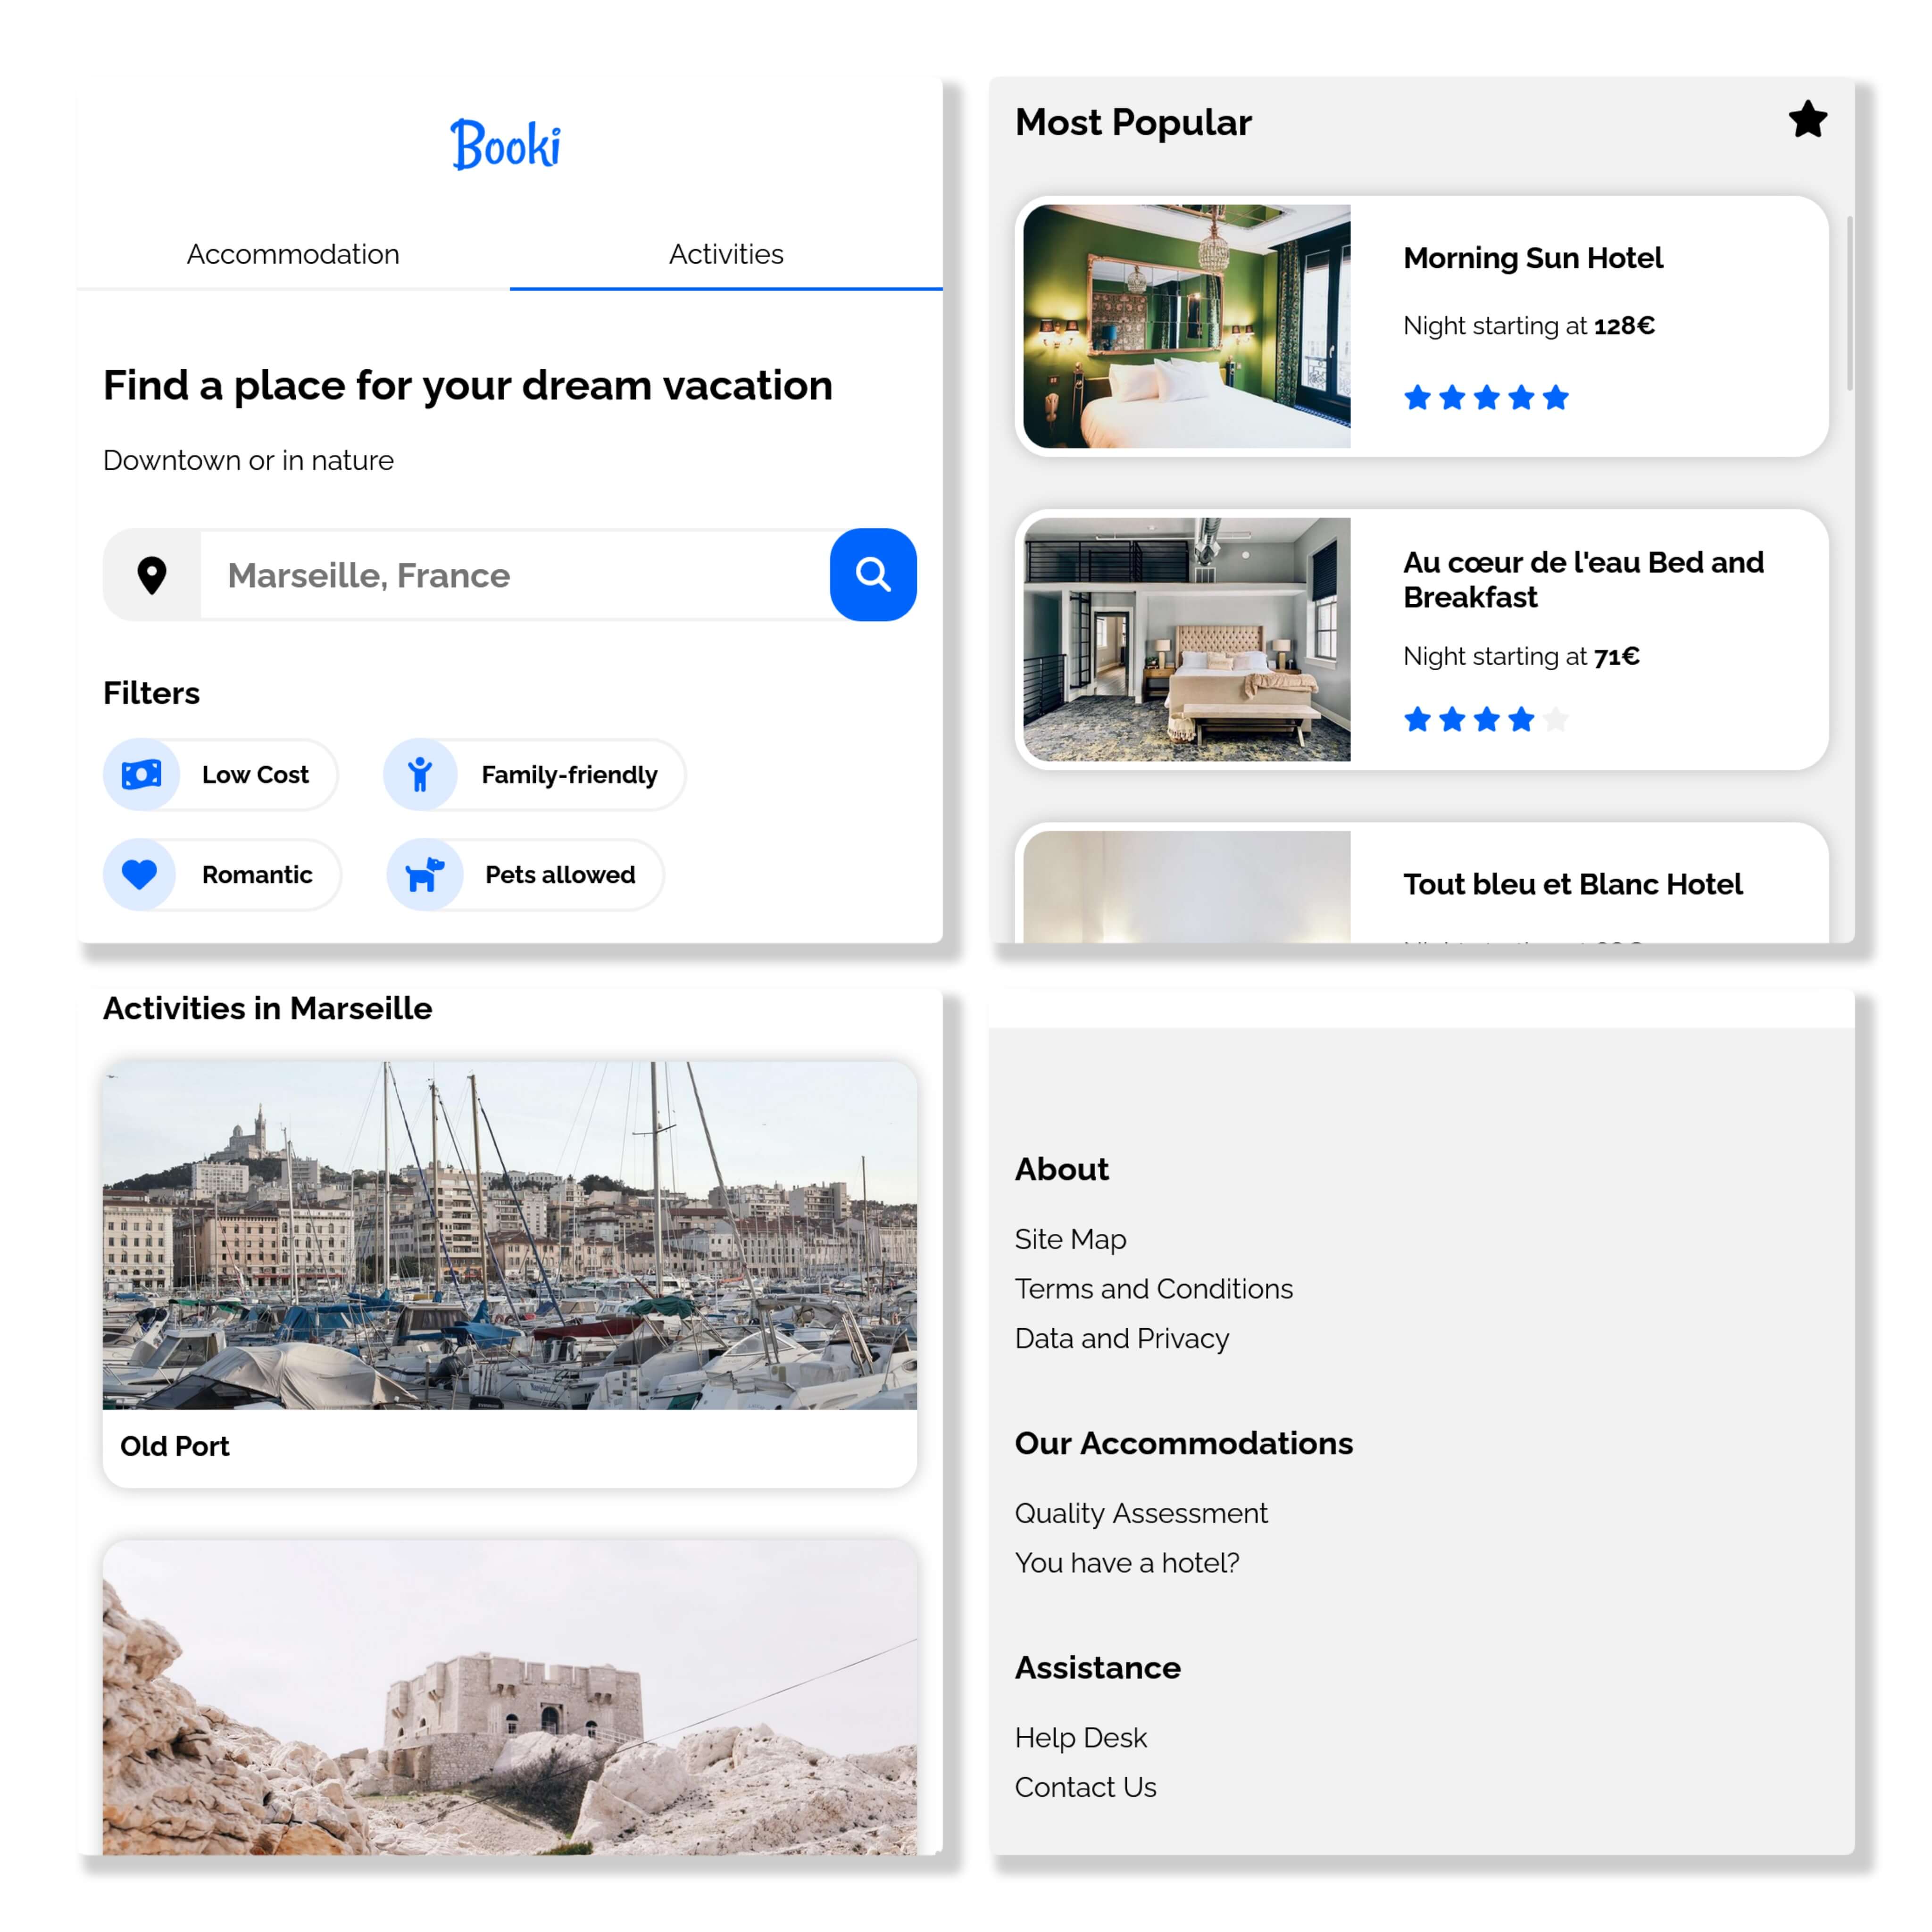 Booki
Accommodation
Activities
Find a place for your dream vacation
Downtown or in nature
Marseille, France
Filters
Low Cost
Family-friendly
Romantic
Pets allowed
Most Popular
Morning Sun Hotel
Night starting at 128€
Au cœur de l'eau Bed and
Breakfast
Night starting at 71€
Tout bleu et Blanc Hotel
Activities in Marseille
Old Port
About
Site Map
Terms and Conditions
Data and Privacy
Our Accommodations
Quality Assessment
You have a hotel?
Assistance
Help Desk
Contact Us